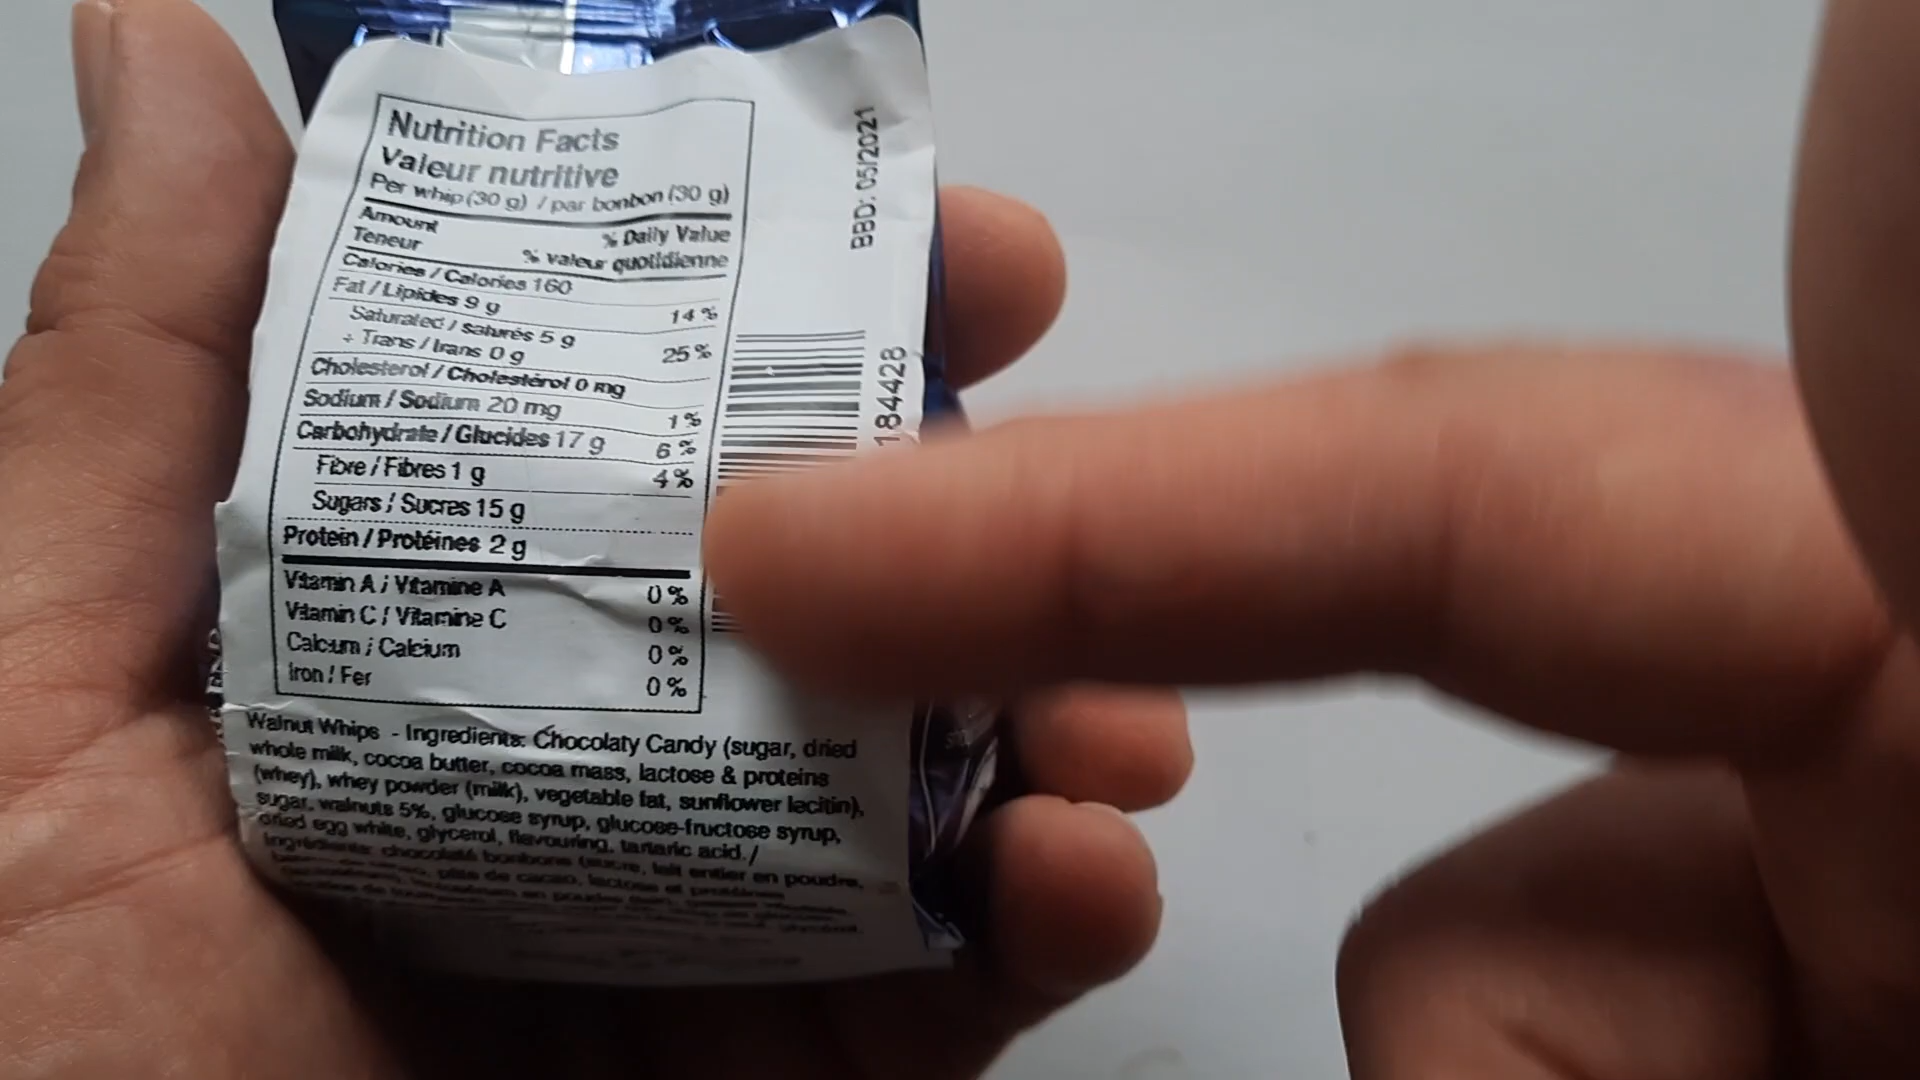 Nutrition Facts
Valeur nutritive
Per whip (30 g) / par bonbon (30 g)
Amount % Daily Value
Teneur % valeur quotidienne
Calories / Calories 160
Fat / Lipides 9 g 14 %
Saturated / saturés 5 g
+ Trans / trans 0 g 25 %
Cholesterol / Cholestérol 0 mg
Sodium / Sodium 20 mg 1 %
Carbohydrate / Glucides 17 g 6 %
Fibre / Fibres 1 g 4 %
Sugars / Sucres 15 g
Protein / Protéines 2 g
Vitamin A / Vitamine A 0 %
Vitamin C / Vitamine C 0 %
Calcium / Calcium 0 %
Iron / Fer 0 %
BBD: 05/2021
184428
Walnut Whips - Ingredients: Chocolaty Candy (sugar, dried
whole milk, cocoa butter, cocoa mass, lactose & proteins
(whey), whey powder (milk), vegetable fat, sunflower lecitin),
sugar, walnuts 5%, glucose syrup, glucose-fructose syrup,
dried egg white, glycerol, flavouring, tartaric acid. /
Ingrédients: chocolaté bonbons (sucre, lait entier en poudre,
pâte de cacao, lactose et protéines